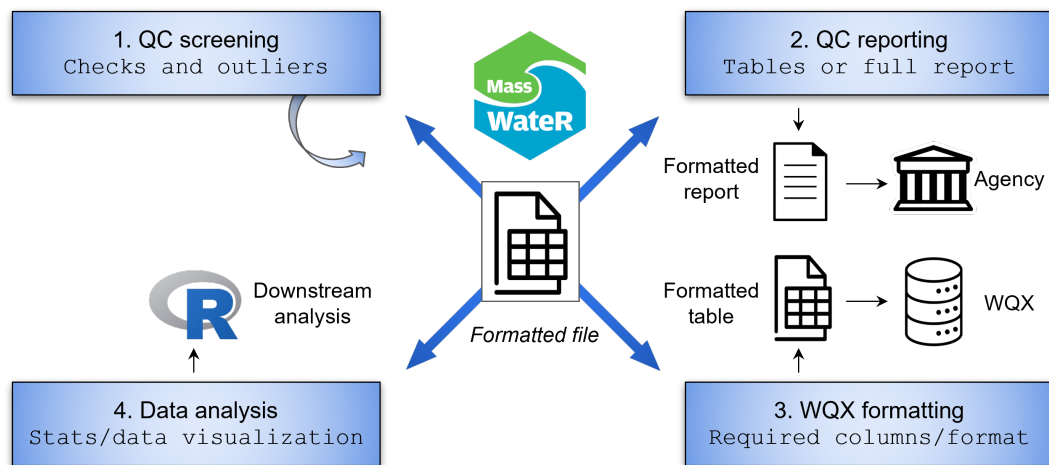 1. QC screening
Checks and outliers
2. QC reporting
Tables or full report
Mass
WateR
Formatted
report
Agency
R
Downstream
analysis
Formatted file
Formatted
table
WQX
4. Data analysis
Stats/data visualization
3. WQX formatting
Required columns/format